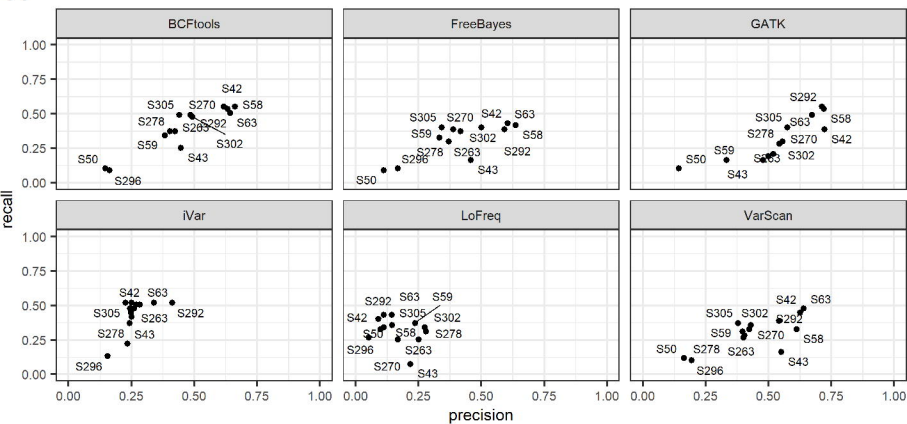 BCFtools FreeBayes GATK
1.00 0.75 0.50 0.25 0.00
S42 S305 S270 S58 S278 S263 S292 S63 S59 S302 S43 S50 S296
S42 S63 S305 S270 S59 S302 S58 S278 S263 S292 S296 S43 S50
S292 S305 S63 S58 S278 S270 S42 S59 S263 S302 S50 S43
recall
iVar LoFreq VarScan
1.00 0.75 0.50 0.25 0.00
S42 S63 S305 S263 S292 S278 S43 S296
S292 S63 S59 S42 S305 S302 S50 S58 S278 S296 S263 S270 S43
S42 S63 S305 S302 S292 S59 S270 S58 S50 S278 S263 S43 S296
0.00 0.25 0.50 0.75 1.00 0.00 0.25 0.50 0.75 1.00 0.00 0.25 0.50 0.75 1.00
precision